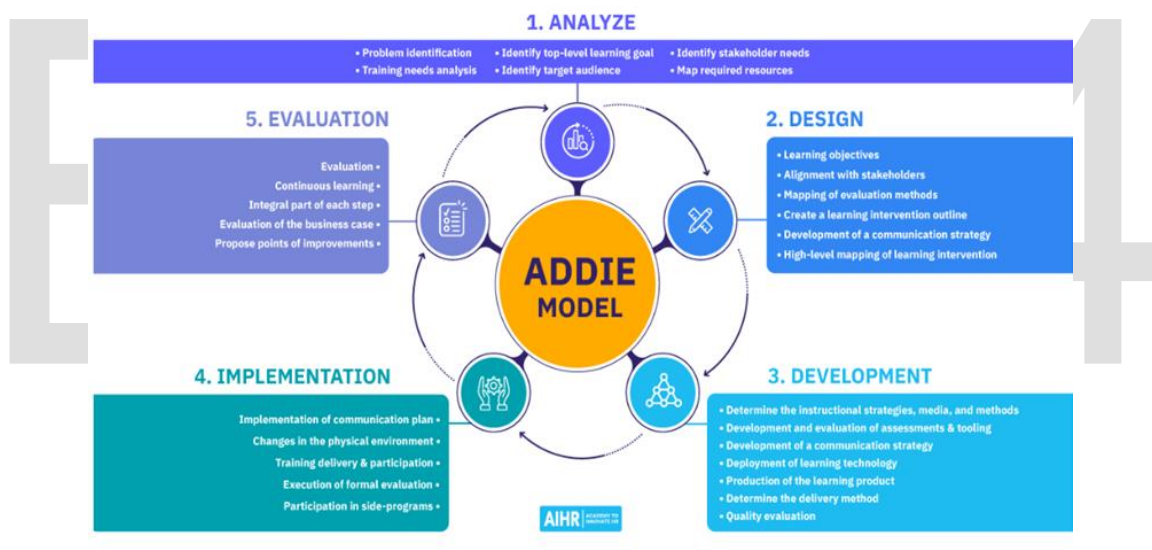 1. ANALYZE
• Problem identification
• Training needs analysis
• Identify top-level learning goal
• Identify target audience
• Identify stakeholder needs
• Map required resources
2. DESIGN
• Learning objectives
• Alignment with stakeholders
• Mapping of evaluation methods
• Create a learning intervention outline
• Development of a communication strategy
• High-level mapping of learning intervention
3. DEVELOPMENT
• Determine the instructional strategies, media, and methods
• Development and evaluation of assessments & tooling
• Development of a communication strategy
• Deployment of learning technology
• Production of the learning product
• Determine the delivery method
• Quality evaluation
4. IMPLEMENTATION
Implementation of communication plan •
Changes in the physical environment •
Training delivery & participation •
Execution of formal evaluation •
Participation in side-programs •
5. EVALUATION
Evaluation •
Continuous learning •
Integral part of each step •
Evaluation of the business case •
Propose points of improvements •
ADDIE
MODEL
AIHR
ACADEMY TO
INNOVATE HR
E
4